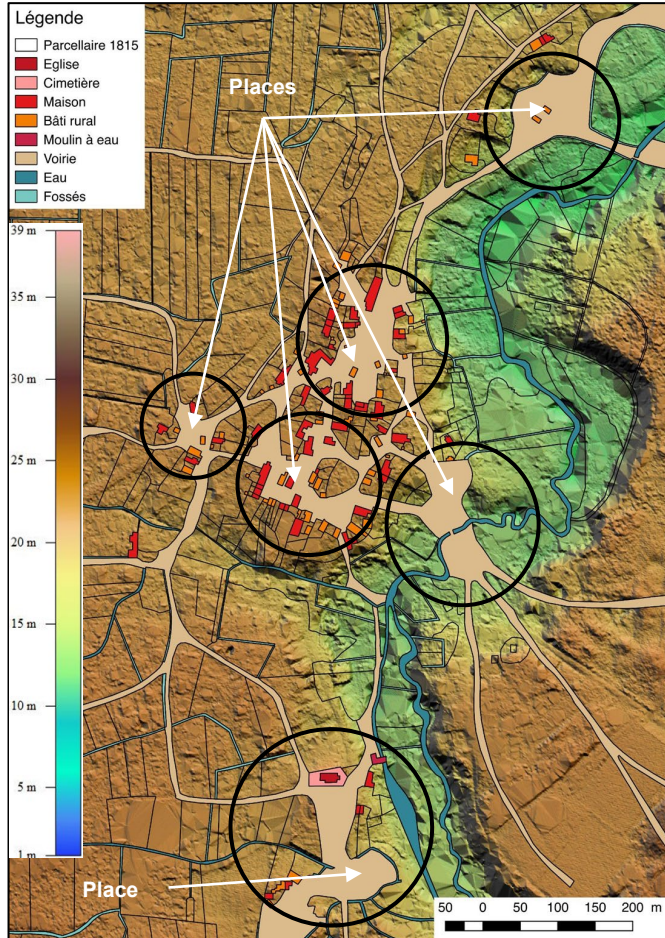 Légende
Parcellaire 1815
Eglise
Cimetière
Maison
Bâti rural
Moulin à eau
Voirie
Eau
Fossés
Places
39 m
35 m
30 m
25 m
20 m
15 m
10 m
5 m
1 m
Place
50 0 50 100 150 200 m